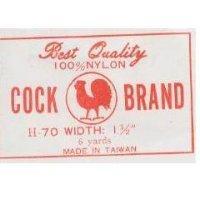 Best Quality
100% NYLON
COCK BRAND
H-70 WIDTH: 1½"
6 yards
MADE IN TAIWAN